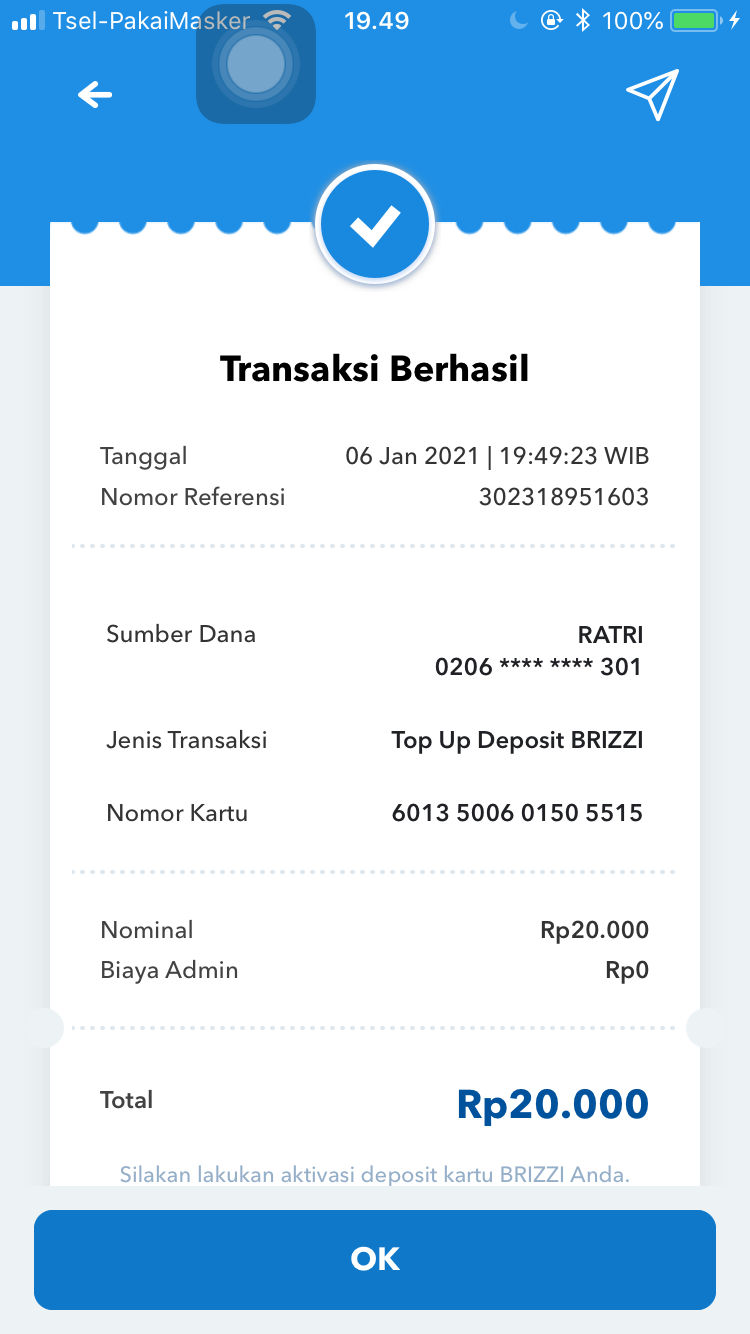 Tsel-PakaiMasker 19.49 100%
Transaksi Berhasil
Tanggal 06 Jan 2021 | 19:49:23 WIB
Nomor Referensi 302318951603
Sumber Dana RATRI
0206 **** **** 301
Jenis Transaksi Top Up Deposit BRIZZI
Nomor Kartu 6013 5006 0150 5515
Nominal Rp20.000
Biaya Admin Rp0
Total Rp20.000
Silakan lakukan aktivasi deposit kartu BRIZZI Anda.
OK